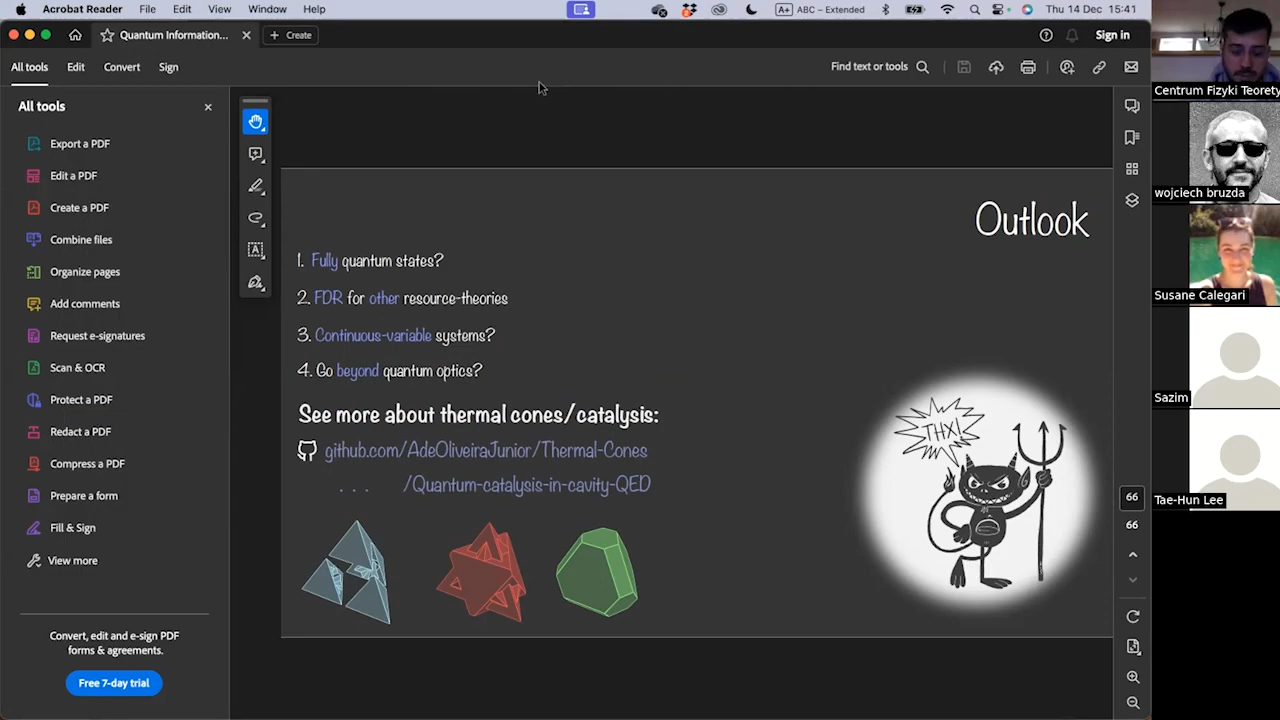 Acrobat Reader File Edit View Window Help
A ABC – Extended Thu 14 Dec 15:41
Quantum Information... Create Sign in
All tools Edit Convert Sign Find text or tools
All tools
Export a PDF
Edit a PDF
Create a PDF
Combine files
Organize pages
Add comments
Request e-signatures
Scan & OCR
Protect a PDF
Redact a PDF
Compress a PDF
Prepare a form
Fill & Sign
View more
Convert, edit and e-sign PDF
forms & agreements.
Free 7-day trial
Outlook
1. Fully quantum states?
2. FDR for other resource-theories
3. Continuous-variable systems?
4. Go beyond quantum optics?
See more about thermal cones/catalysis:
github.com/AdeOliveiraJunior/Thermal-Cones
. . . /Quantum-catalysis-in-cavity-QED
THX!
66
66
Centrum Fizyki Teorety
wojciech bruzda
Susane Calegari
Sazim
Tae-Hun Lee